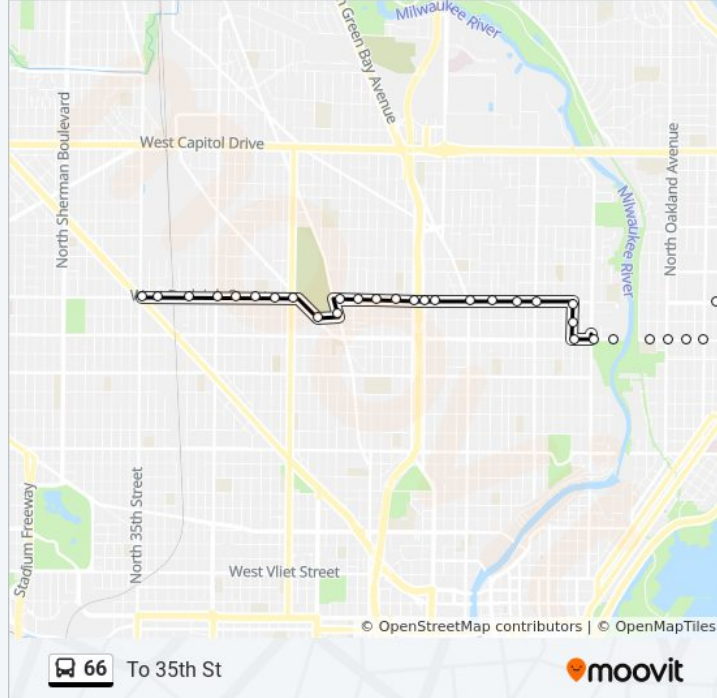 Milwaukee River
Green Bay Avenue
North Sherman Boulevard
West Capitol Drive
North Oakland Avenue
Milwaukee River
North 35th Street
Stadium Freeway
West Vliet Street
© OpenStreetMap contributors | © OpenMapTiles
66 To 35th St
moovit